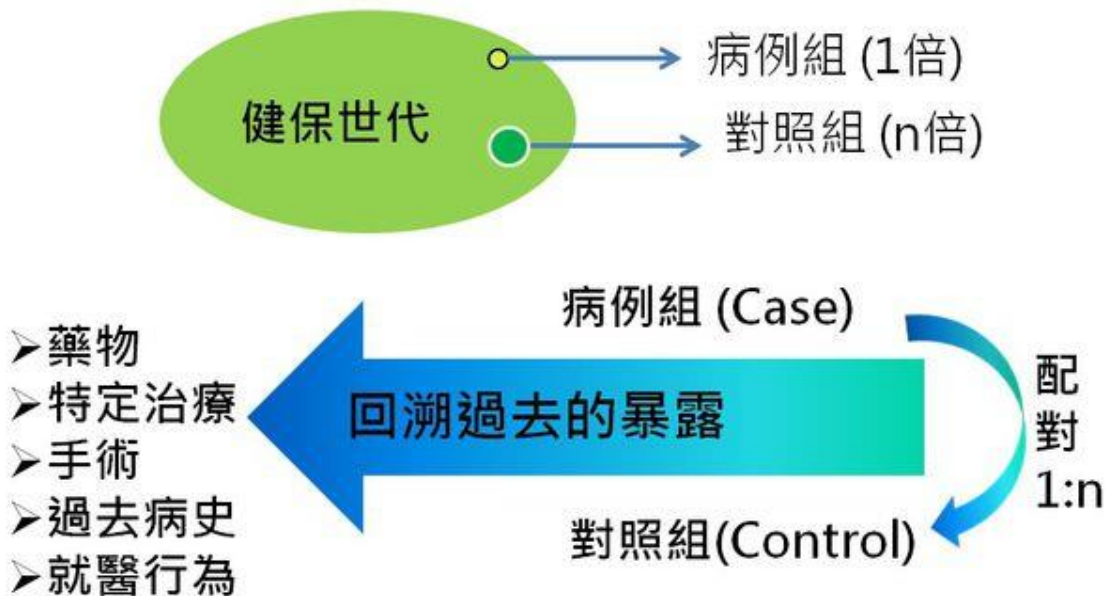 健保世代
病例組 (1倍)
對照組 (n倍)
➢藥物
➢特定治療
➢手術
➢過去病史
➢就醫行為
回溯過去的暴露
病例組 (Case)
對照組(Control)
配
對
1:n